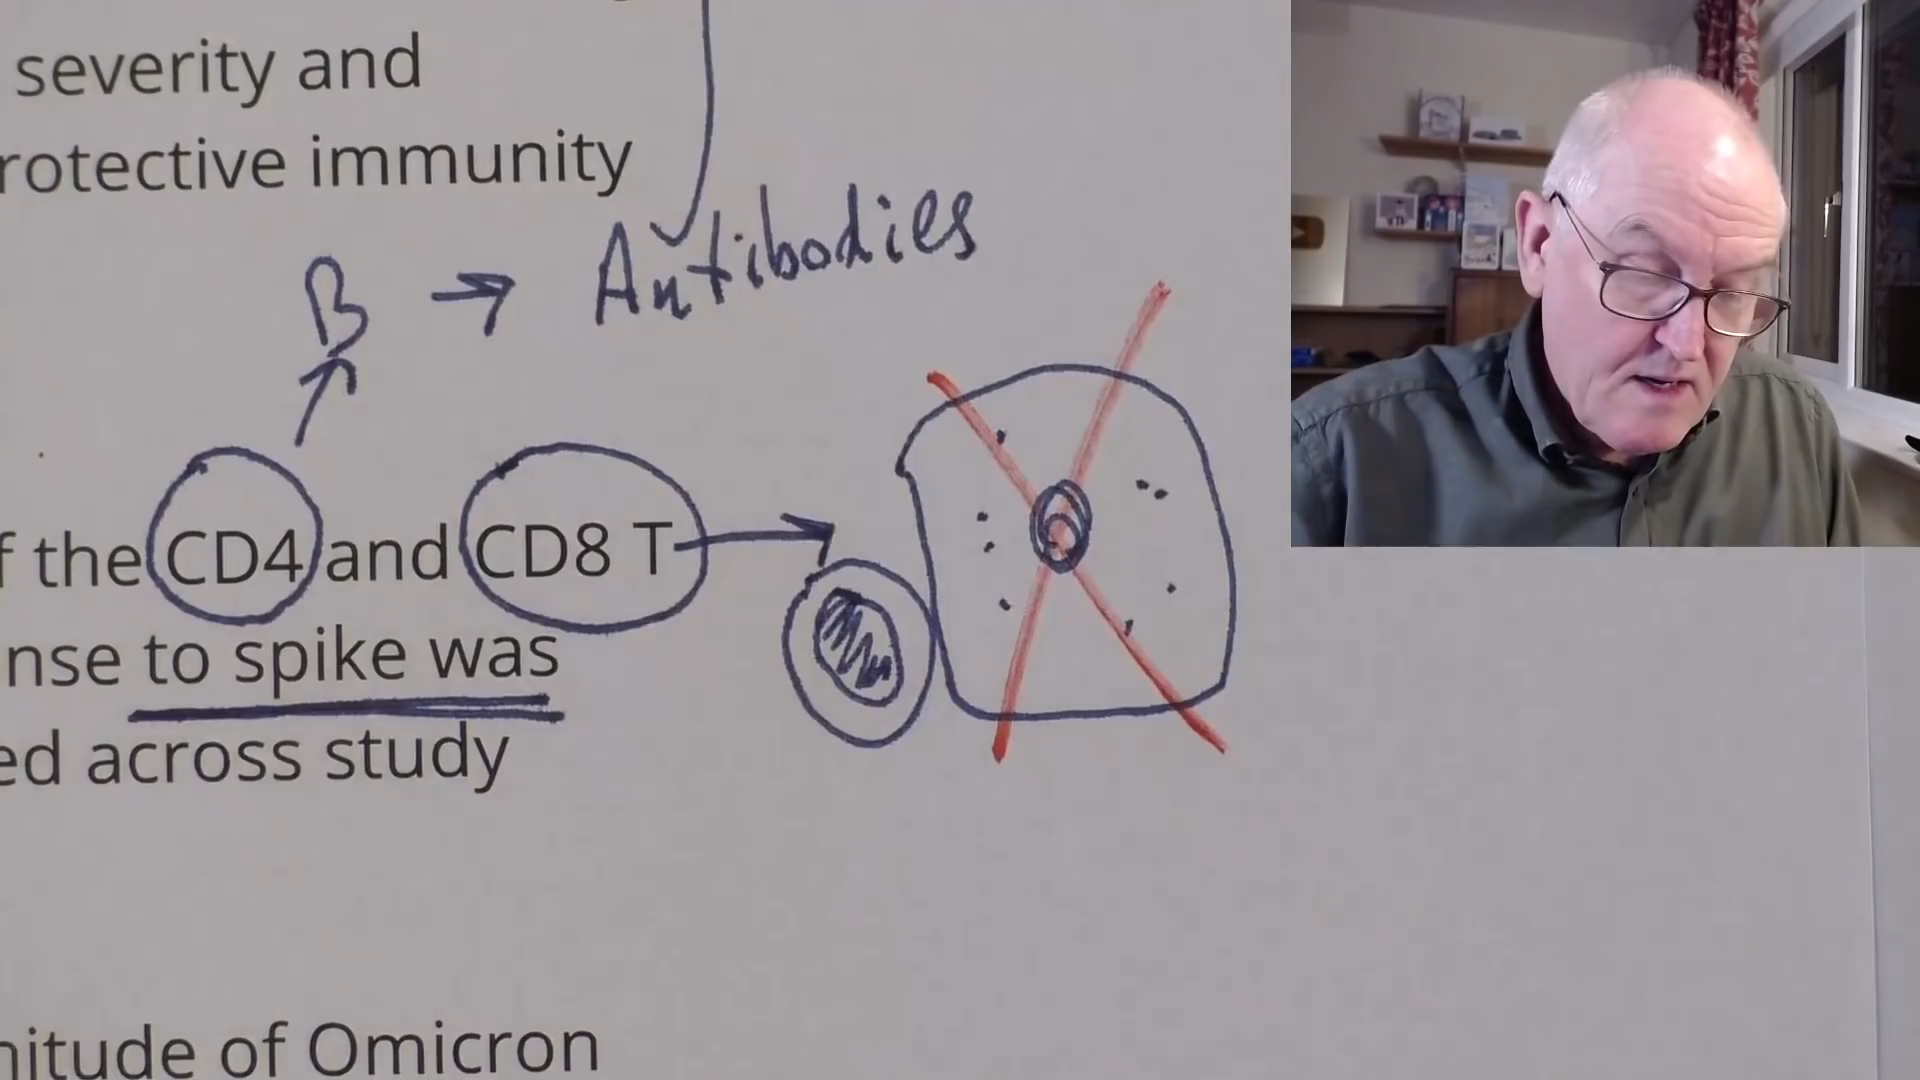 severity and
rotective immunity
B → Antibodies
f the CD4 and CD8 T
nse to spike was
ed across study
nitude of Omicron